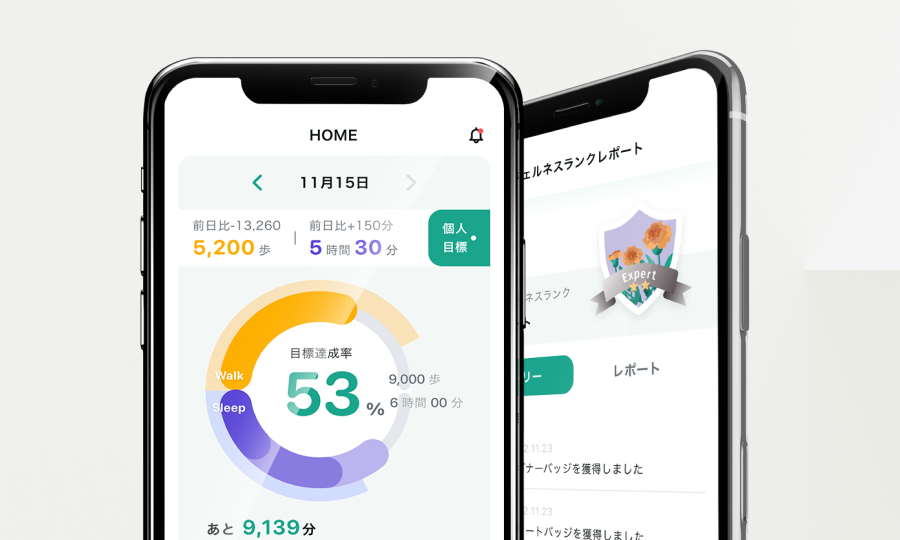 HOME
11月15日
前日比-13,260
5,200 歩
前日比+150分
5 時間 30 分
個人
目標
目標達成率
53 %
Walk
Sleep
9,000 歩
6 時間 00 分
あと 9,139 分
ェルネスランクレポート
Expert
ネスランク
リー
レポート
2.11.23
ナーバッジを獲得しました
2.11.23
ートバッジを獲得しました